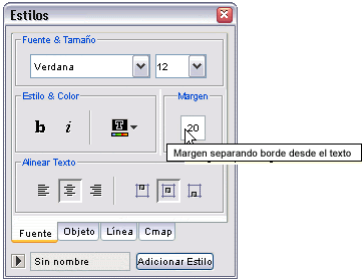 Estilos
Fuente & Tamaño
Verdana 12
Estilo & Color
Margen
b i T
20
Margen separando borde desde el texto
Alinear Texto
Fuente Objeto Línea Cmap
Sin nombre Adicionar Estilo